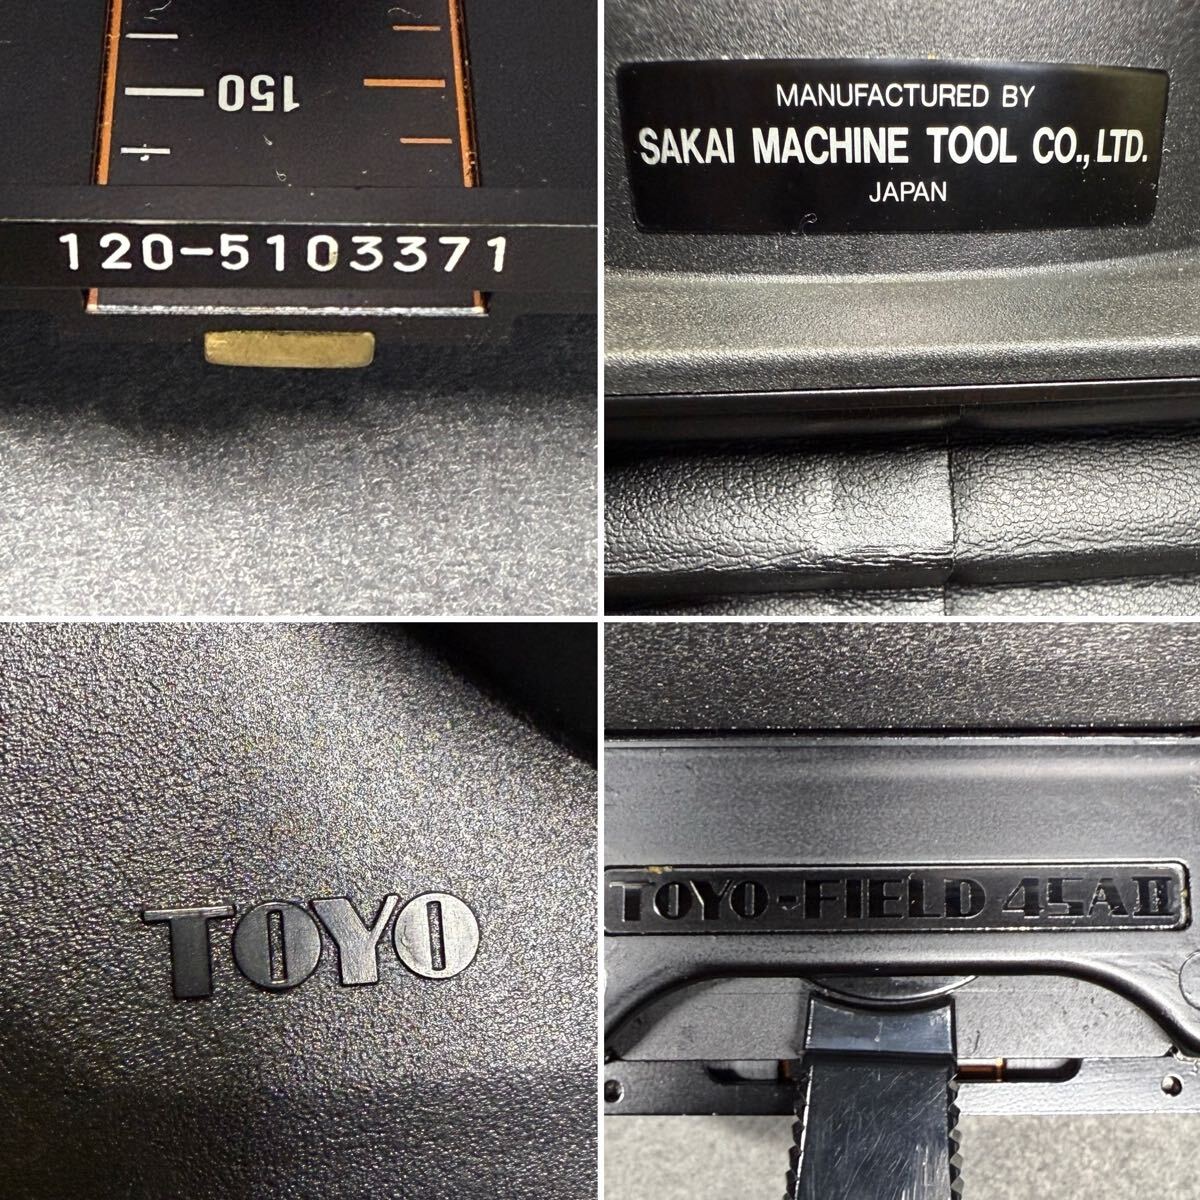 150
120-5103371
MANUFACTURED BY
SAKAI MACHINE TOOL CO., LTD.
JAPAN
TOYO
TOYO-FIELD 45AII